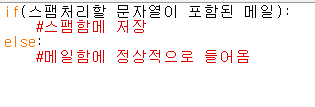 if(스팸처리할 문자열이 포함된 메일):
    #스팸함메 저장
else:
    #메일함에 정상적으로 들어옴